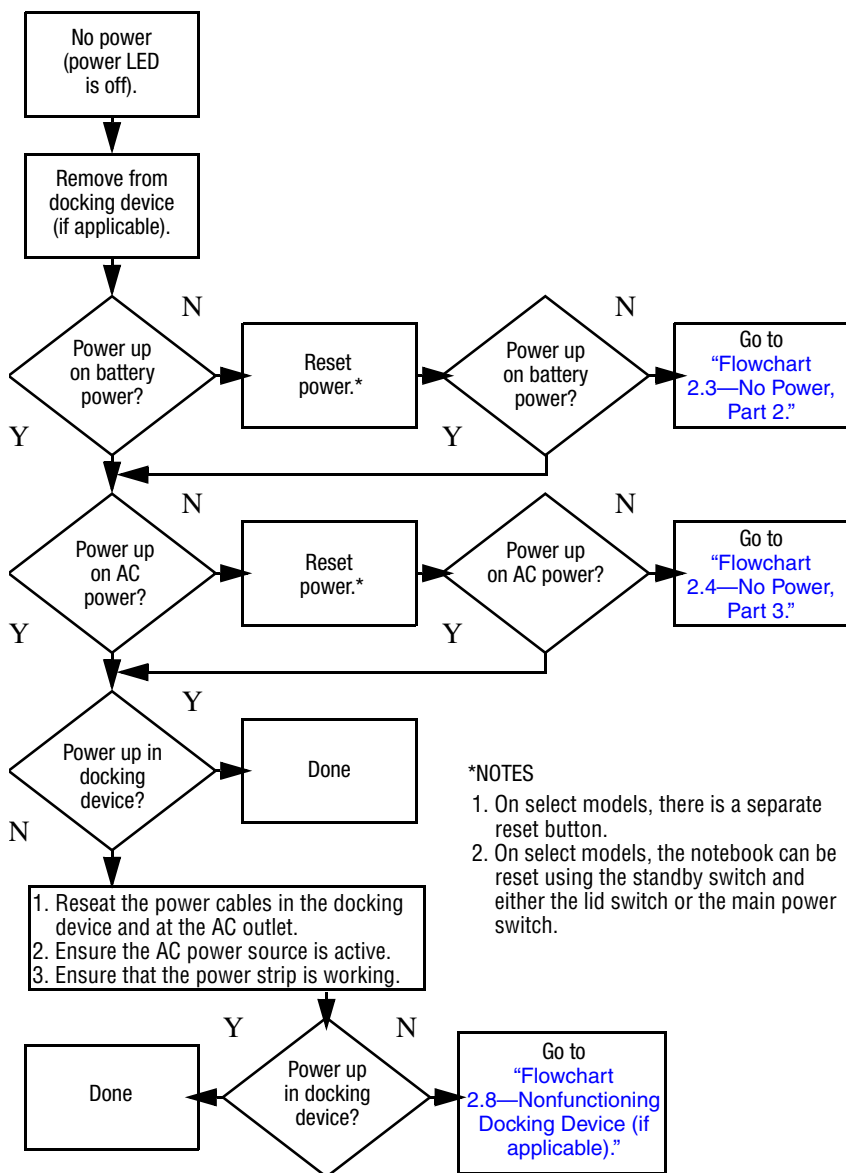 No power
(power LED
is off).
Remove from
docking device
(if applicable).
N
N
Power up
on battery
power?
Reset
power.*
Power up
on battery
power?
Go to
“Flowchart
2.3—No Power,
Part 2.”
Y
Y
N
N
Power up
on AC
power?
Reset
power.*
Power up
on AC power?
Go to
“Flowchart
2.4—No Power,
Part 3.”
Y
Y
Y
Power up in
docking
device?
Done
N
*NOTES
1. On select models, there is a separate
reset button.
2. On select models, the notebook can be
reset using the standby switch and
either the lid switch or the main power
switch.
1. Reseat the power cables in the docking
device and at the AC outlet.
2. Ensure the AC power source is active.
3. Ensure that the power strip is working.
Y
N
Done
Power up
in docking
device?
Go to
“Flowchart
2.8—Nonfunctioning
Docking Device (if
applicable).”